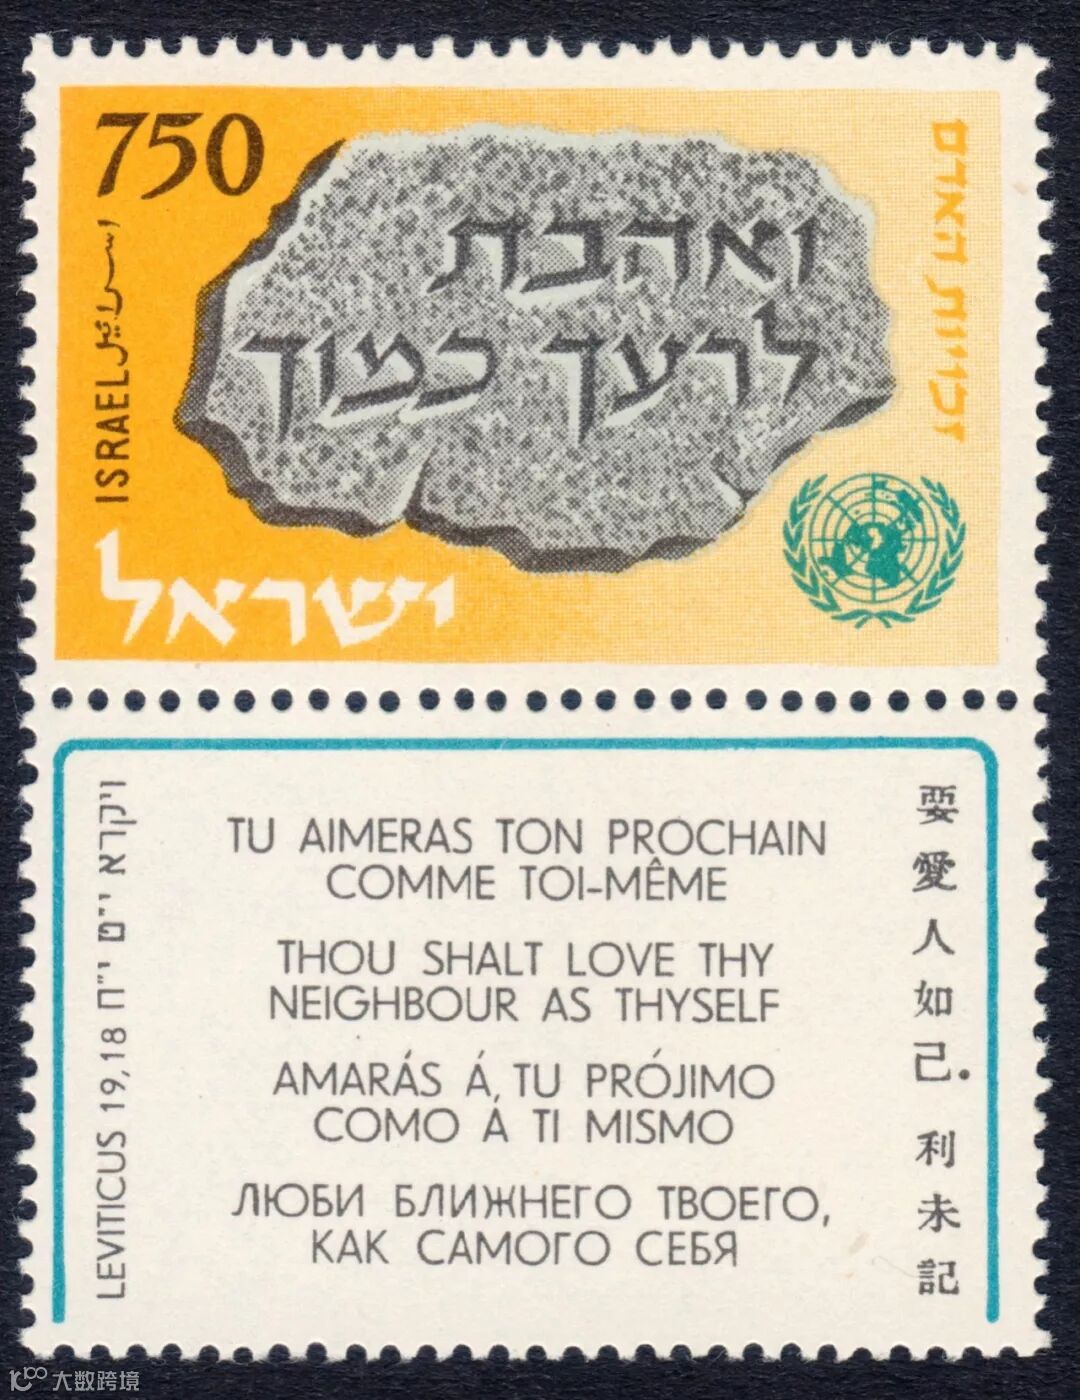 750
זכויות האדם
ואהבת
לרעך כמוך
ISRAEL اسرائيل
ישראל
ויקרא י״ט י״ח
LEVITICUS 19,18
TU AIMERAS TON PROCHAIN
COMME TOI-MÊME
THOU SHALT LOVE THY
NEIGHBOUR AS THYSELF
AMARÁS Á, TU PRÓJIMO
COMO Á TI MISMO
ЛЮБИ БЛИЖНЕГО ТВОЕГО,
КАК САМОГО СЕБЯ
要愛人如己. 利未記
大数跨境